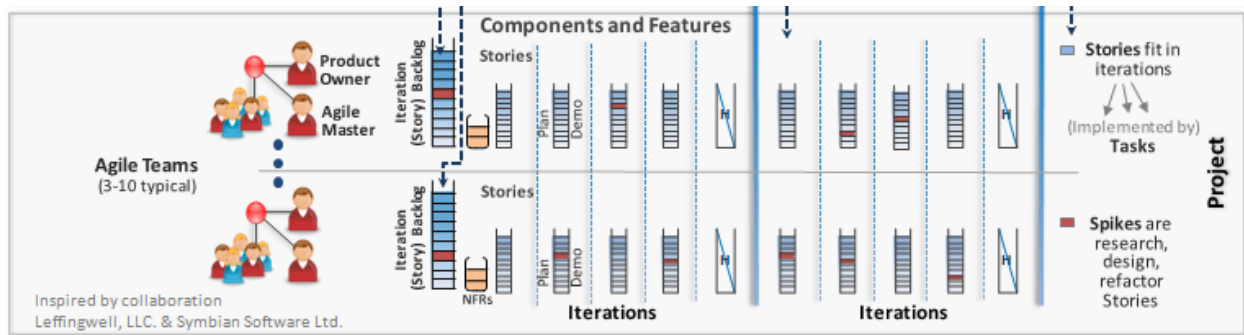 Components and Features
Product
Owner
Agile
Master
Agile Teams
(3-10 typical)
Iteration
(Story) Backlog
Stories
Plan
Demo
H
H
Stories fit in
iterations
(Implemented by)
Tasks
Project
Iteration
(Story) Backlog
Stories
NFRs
Plan
Demo
H
H
Spikes are
research,
design,
refactor
Stories
Iterations
Iterations
Inspired by collaboration
Leffingwell, LLC. & Symbian Software Ltd.